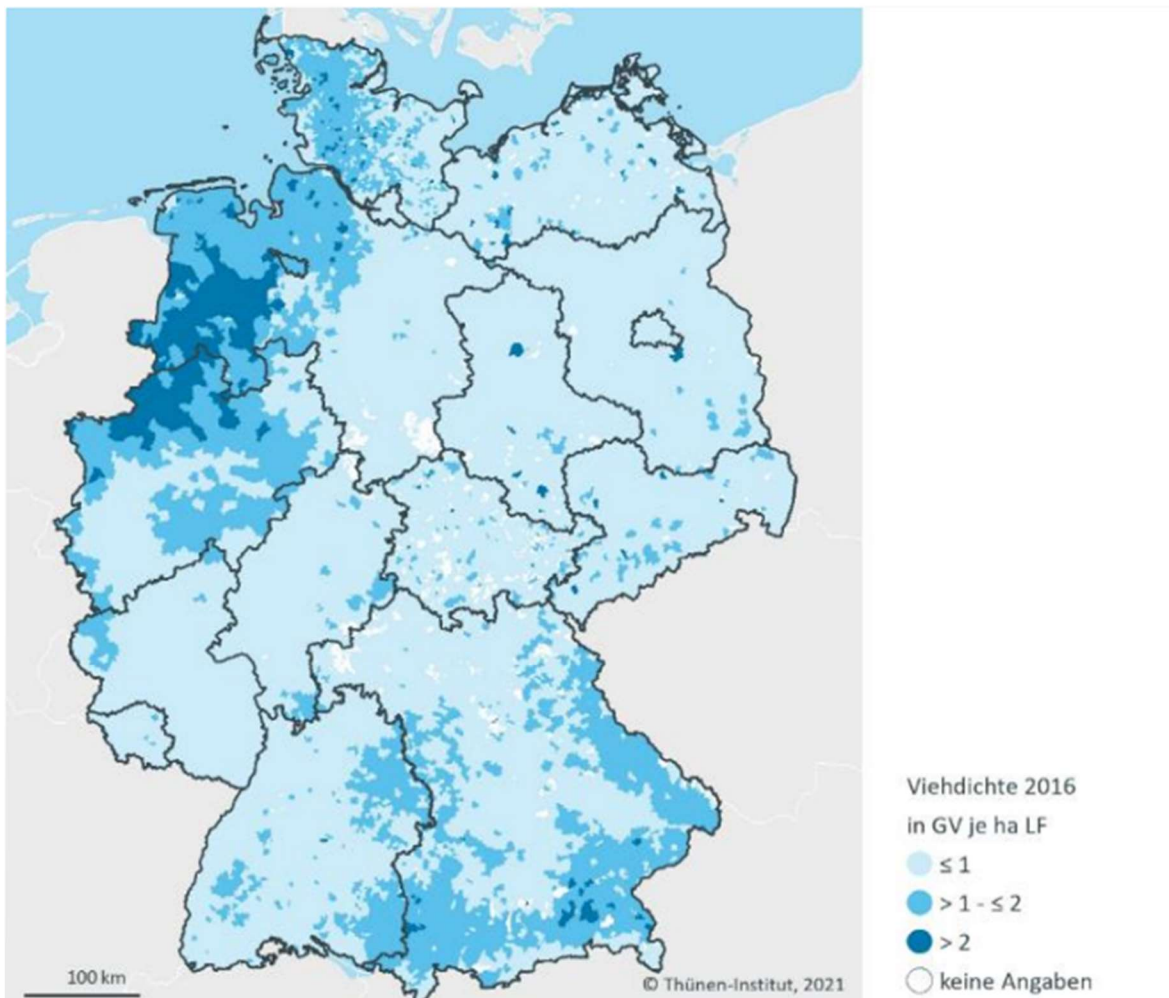 Viehdichte 2016
in GV je ha LF
≤ 1
> 1 - ≤ 2
> 2
keine Angaben
100 km
© Thünen-Institut, 2021